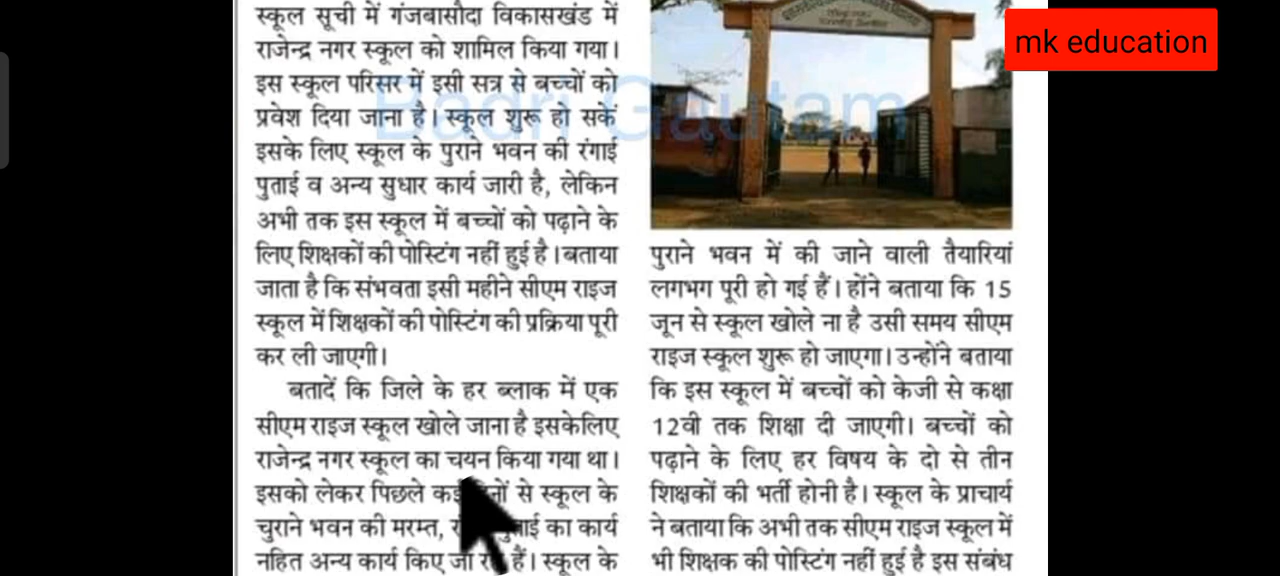 स्कूल सूची में गंजबासौदा विकासखंड में
राजेन्द्र नगर स्कूल को शामिल किया गया।
इस स्कूल परिसर में इसी सत्र से बच्चों को
प्रवेश दिया जाना है। स्कूल शुरू हो सकें
इसके लिए स्कूल के पुराने भवन की रंगाई
पुताई व अन्य सुधार कार्य जारी है, लेकिन
अभी तक इस स्कूल में बच्चों को पढ़ाने के
लिए शिक्षकों की पोस्टिंग नहीं हुई है। बताया
जाता है कि संभवता इसी महीने सीएम राइज
स्कूल में शिक्षकों की पोस्टिंग की प्रक्रिया पूरी
कर ली जाएगी।
बतादें कि जिले के हर ब्लाक में एक
सीएम राइज स्कूल खोले जाना है इसकेलिए
राजेन्द्र नगर स्कूल का चयन किया गया था।
इसको लेकर पिछले से स्कूल के
चुराने भवन की मरम्त, का कार्य
नहित अन्य कार्य किए जा हैं। स्कूल के
पुराने भवन में की जाने वाली तैयारियां
लगभग पूरी हो गई हैं। होंने बताया कि 15
जून से स्कूल खोले ना है उसी समय सीएम
राइज स्कूल शुरू हो जाएगा। उन्होंने बताया
कि इस स्कूल में बच्चों को केजी से कक्षा
12वी तक शिक्षा दी जाएगी। बच्चों को
पढ़ाने के लिए हर विषय के दो से तीन
शिक्षकों की भर्ती होनी है। स्कूल के प्राचार्य
ने बताया कि अभी तक सीएम राइज स्कूल में
भी शिक्षक की पोस्टिंग नहीं हुई है इस संबंध
mk education
Badri Gautam